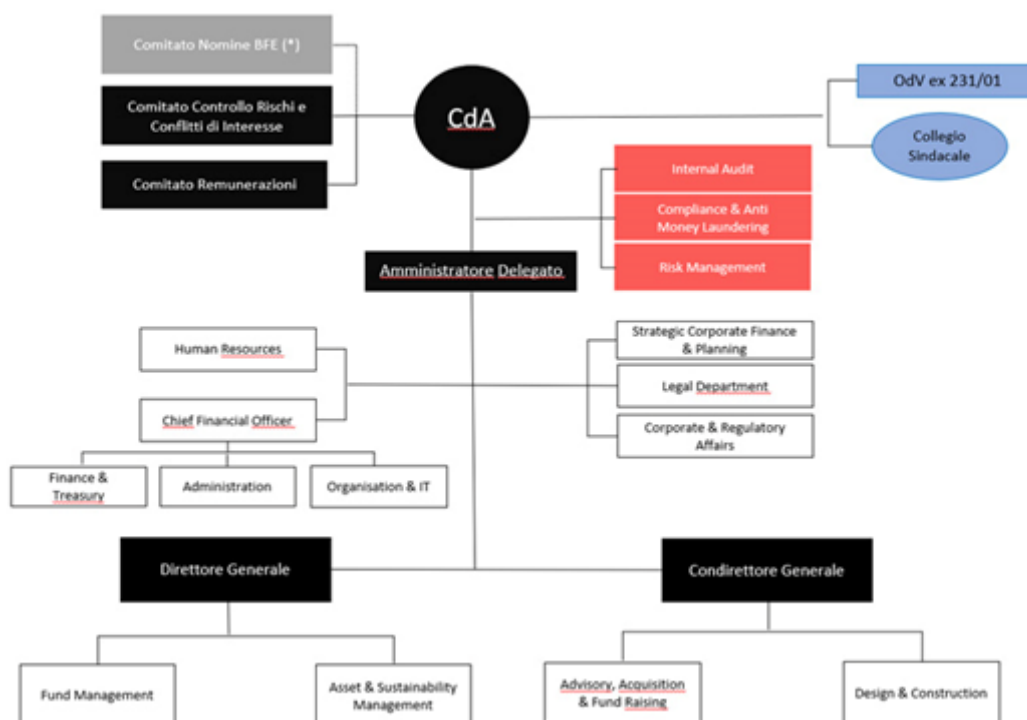 Comitato Nomine BFE (*)
Comitato Controllo Rischi e
Conflitti di Interesse
Comitato Remunerazioni
CdA
OdV ex 231/01
Collegio
Sindacale
Internal Audit
Compliance & Anti
Money Laundering
Risk Management
Amministratore Delegato
Human Resources
Chief Financial Officer
Finance &
Treasury
Administration
Organisation & IT
Strategic Corporate Finance
& Planning
Legal Department
Corporate & Regulatory
Affairs
Direttore Generale
Condirettore Generale
Fund Management
Asset & Sustainability
Management
Advisory, Acquisition
& Fund Raising
Design & Construction